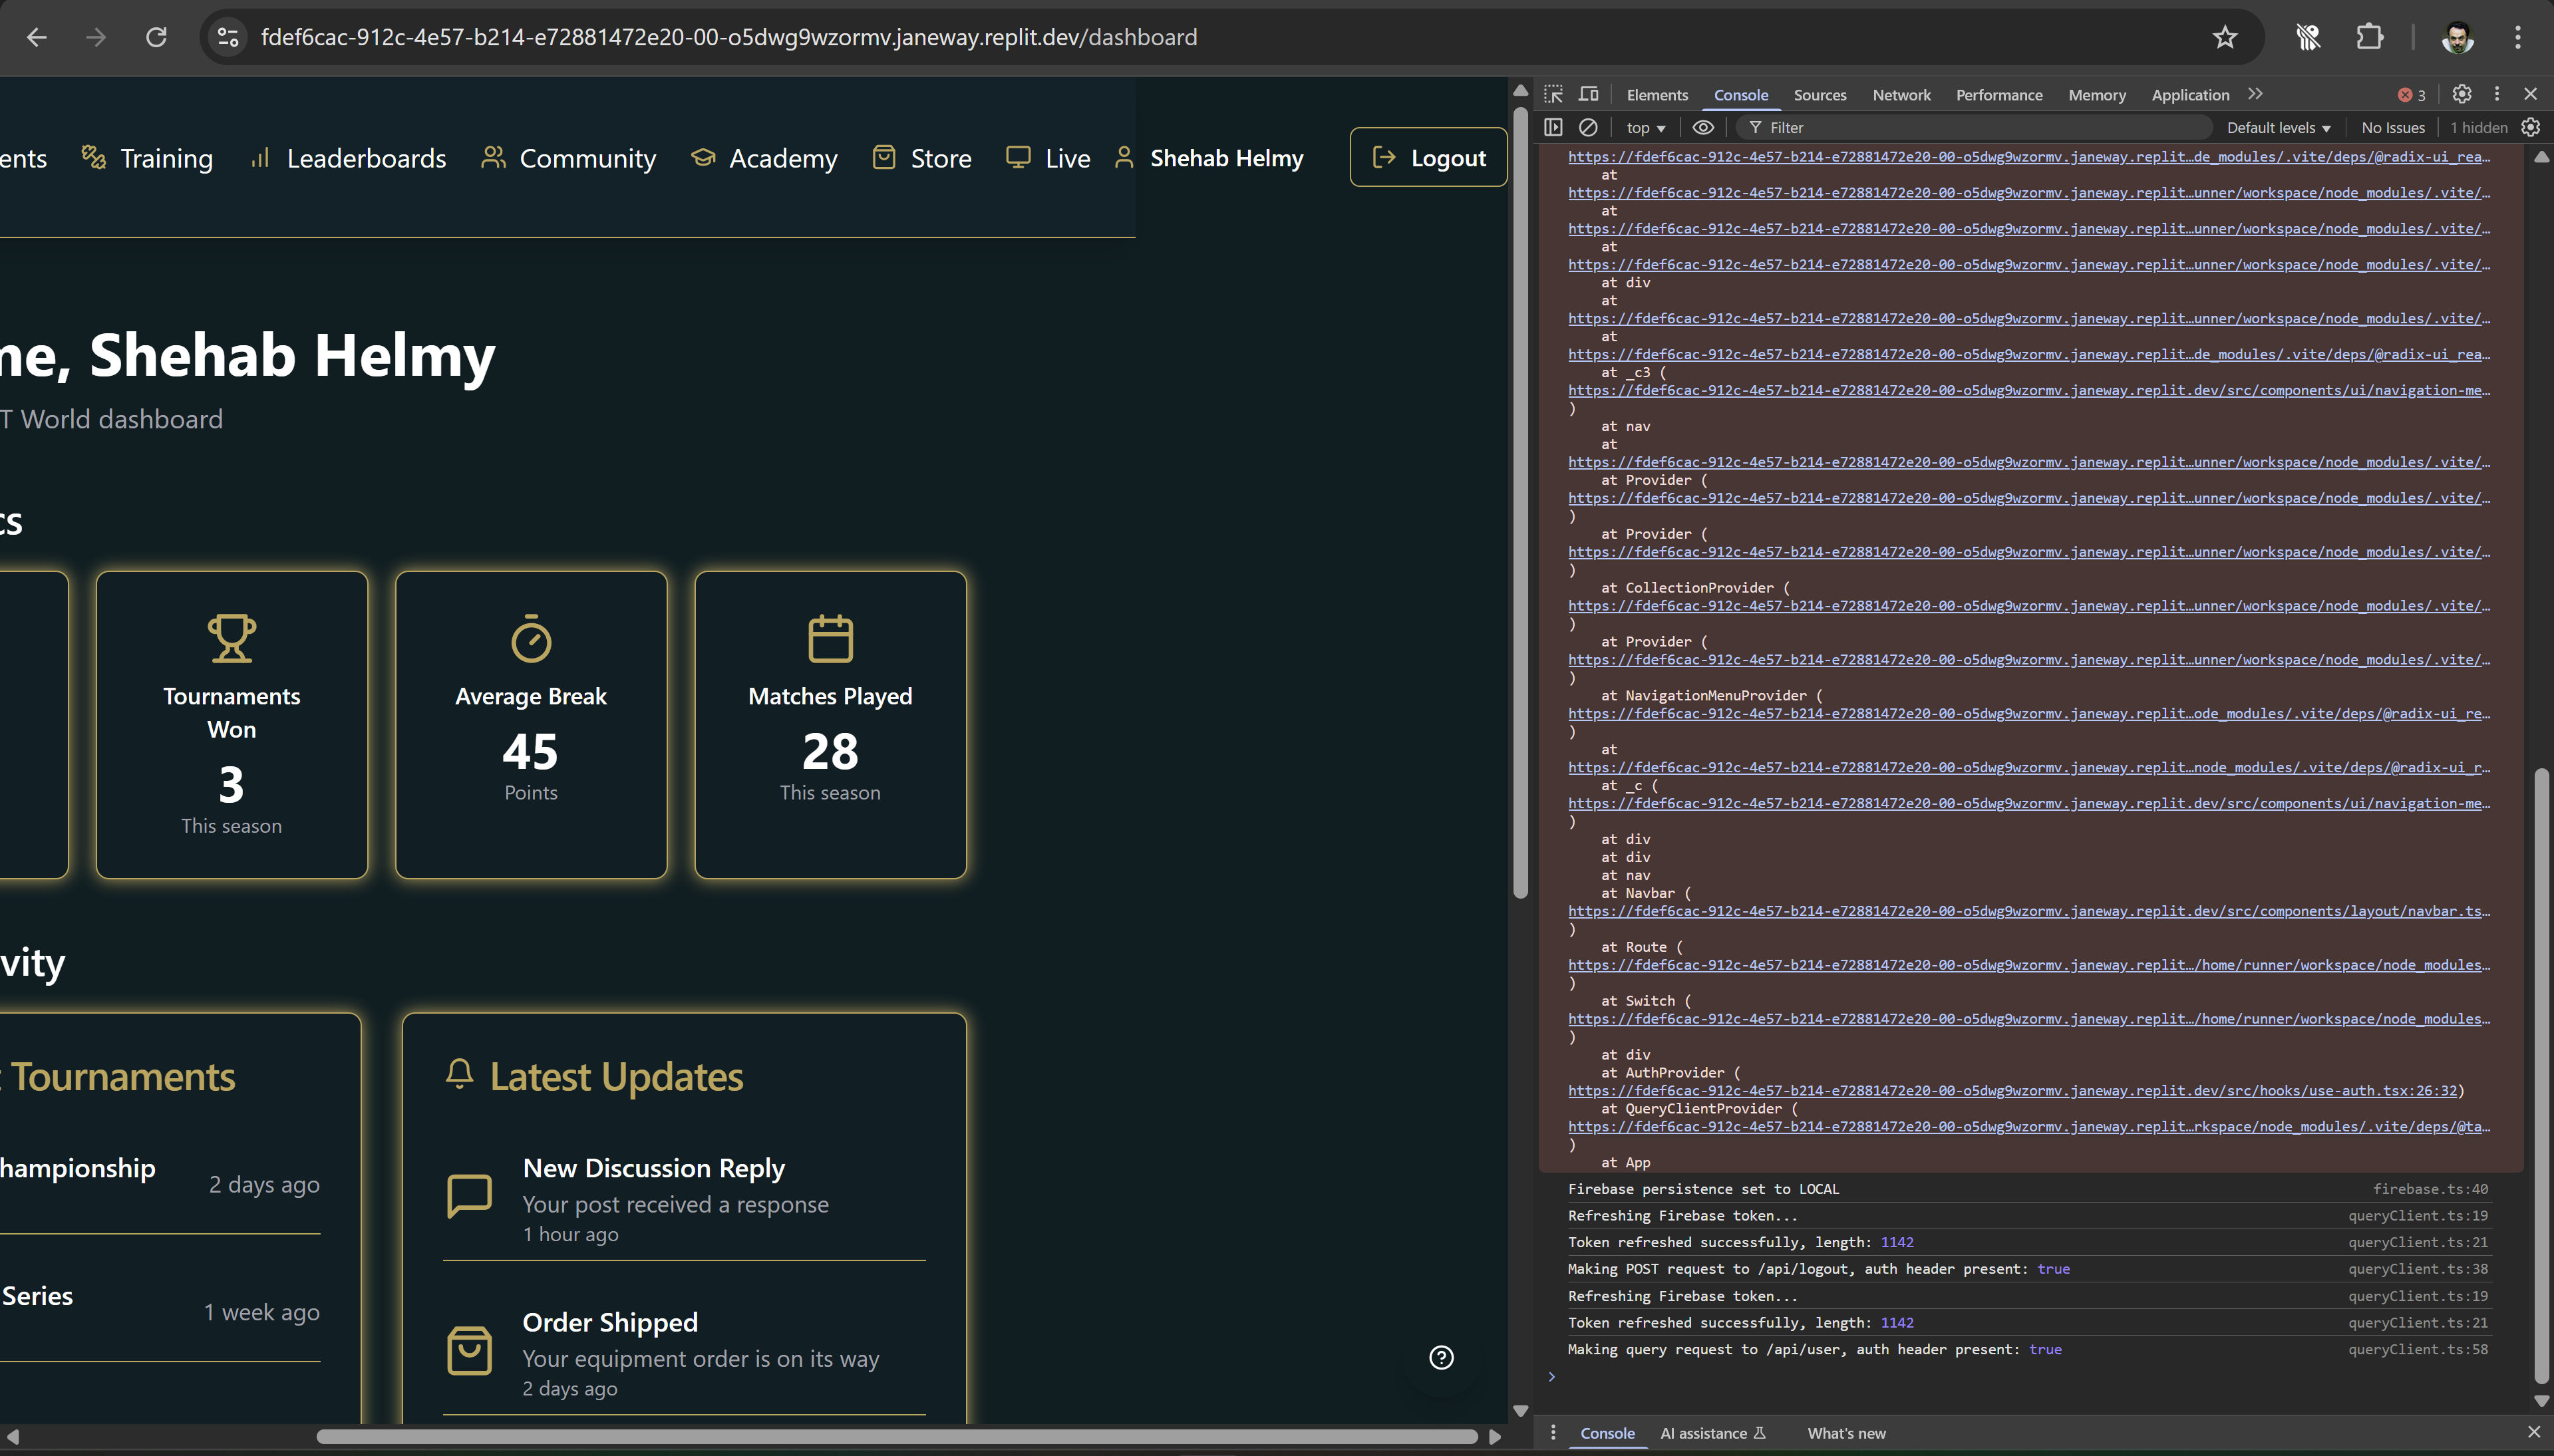 fdef6cac-912c-4e57-b214-e72881472e20-00-o5dwg9wzormv.janeway.replit.dev/dashboard
ents Training Leaderboards Community Academy Store Live Shehab Helmy Logout
ne, Shehab Helmy
T World dashboard
cs
Tournaments
Won
3
This season
Average Break
45
Points
Matches Played
28
This season
vity
Tournaments
hampionship
2 days ago
Series
1 week ago
Latest Updates
New Discussion Reply
Your post received a response
1 hour ago
Order Shipped
Your equipment order is on its way
2 days ago
Elements Console Sources Network Performance Memory Application 3
top Filter Default levels No Issues 1 hidden
https://fdef6cac-912c-4e57-b214-e72881472e20-00-o5dwg9wzormv.janeway.replit…de_modules/.vite/deps/@radix-ui_rea…
at
https://fdef6cac-912c-4e57-b214-e72881472e20-00-o5dwg9wzormv.janeway.replit…unner/workspace/node_modules/.vite/…
at
https://fdef6cac-912c-4e57-b214-e72881472e20-00-o5dwg9wzormv.janeway.replit…unner/workspace/node_modules/.vite/…
at
https://fdef6cac-912c-4e57-b214-e72881472e20-00-o5dwg9wzormv.janeway.replit…unner/workspace/node_modules/.vite/…
at div
at
https://fdef6cac-912c-4e57-b214-e72881472e20-00-o5dwg9wzormv.janeway.replit…unner/workspace/node_modules/.vite/…
at
https://fdef6cac-912c-4e57-b214-e72881472e20-00-o5dwg9wzormv.janeway.replit…de_modules/.vite/deps/@radix-ui_rea…
at _c3 (
https://fdef6cac-912c-4e57-b214-e72881472e20-00-o5dwg9wzormv.janeway.replit.dev/src/components/ui/navigation-me…
)
at nav
at
https://fdef6cac-912c-4e57-b214-e72881472e20-00-o5dwg9wzormv.janeway.replit…unner/workspace/node_modules/.vite/…
at Provider (
https://fdef6cac-912c-4e57-b214-e72881472e20-00-o5dwg9wzormv.janeway.replit…unner/workspace/node_modules/.vite/…
)
at Provider (
https://fdef6cac-912c-4e57-b214-e72881472e20-00-o5dwg9wzormv.janeway.replit…unner/workspace/node_modules/.vite/…
)
at CollectionProvider (
https://fdef6cac-912c-4e57-b214-e72881472e20-00-o5dwg9wzormv.janeway.replit…unner/workspace/node_modules/.vite/…
)
at Provider (
https://fdef6cac-912c-4e57-b214-e72881472e20-00-o5dwg9wzormv.janeway.replit…unner/workspace/node_modules/.vite/…
)
at NavigationMenuProvider (
https://fdef6cac-912c-4e57-b214-e72881472e20-00-o5dwg9wzormv.janeway.replit…ode_modules/.vite/deps/@radix-ui_re…
)
at
https://fdef6cac-912c-4e57-b214-e72881472e20-00-o5dwg9wzormv.janeway.replit…node_modules/.vite/deps/@radix-ui_r…
at _c (
https://fdef6cac-912c-4e57-b214-e72881472e20-00-o5dwg9wzormv.janeway.replit.dev/src/components/ui/navigation-me…
)
at div
at div
at nav
at Navbar (
https://fdef6cac-912c-4e57-b214-e72881472e20-00-o5dwg9wzormv.janeway.replit.dev/src/components/layout/navbar.ts…
)
at Route (
https://fdef6cac-912c-4e57-b214-e72881472e20-00-o5dwg9wzormv.janeway.replit…/home/runner/workspace/node_modules…
)
at Switch (
https://fdef6cac-912c-4e57-b214-e72881472e20-00-o5dwg9wzormv.janeway.replit…/home/runner/workspace/node_modules…
)
at div
at AuthProvider (
https://fdef6cac-912c-4e57-b214-e72881472e20-00-o5dwg9wzormv.janeway.replit.dev/src/hooks/use-auth.tsx:26:32)
at QueryClientProvider (
https://fdef6cac-912c-4e57-b214-e72881472e20-00-o5dwg9wzormv.janeway.replit…rkspace/node_modules/.vite/deps/@ta…
)
at App
Firebase persistence set to LOCAL firebase.ts:40
Refreshing Firebase token... queryClient.ts:19
Token refreshed successfully, length: 1142 queryClient.ts:21
Making POST request to /api/logout, auth header present: true queryClient.ts:38
Refreshing Firebase token... queryClient.ts:19
Token refreshed successfully, length: 1142 queryClient.ts:21
Making query request to /api/user, auth header present: true queryClient.ts:58
Console AI assistance What's new